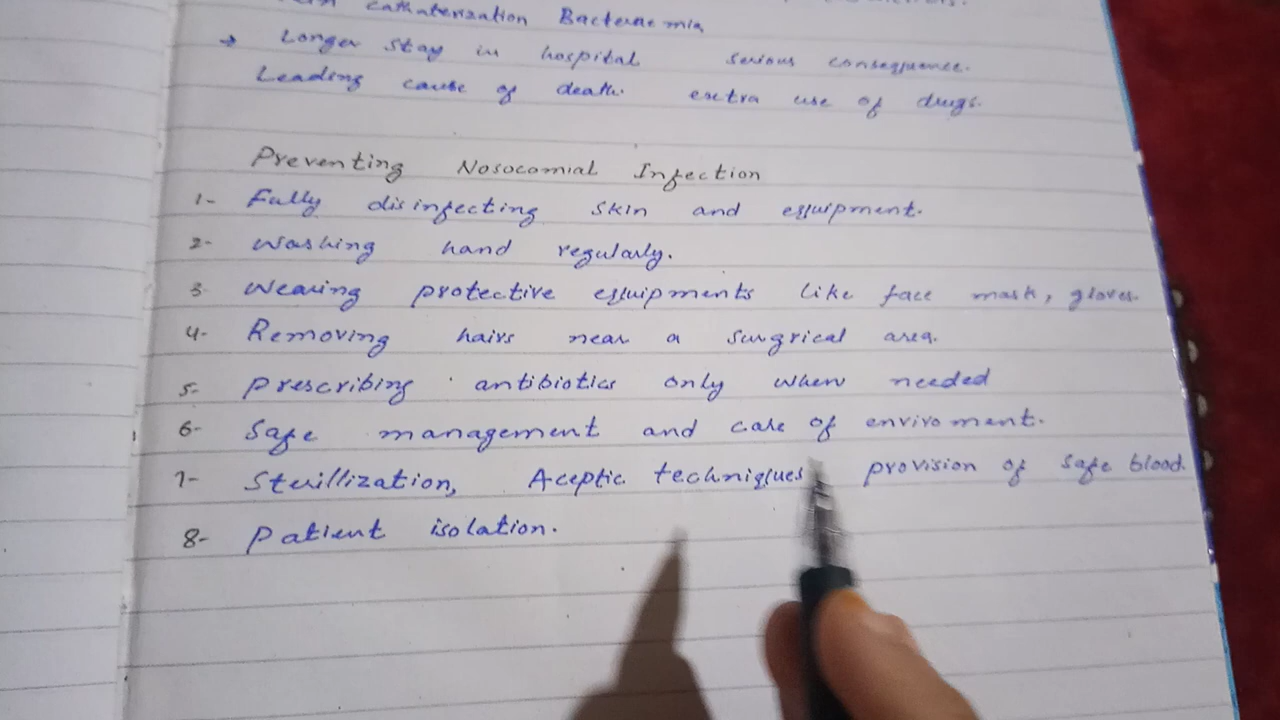 Catheterization Bacteraemia
→ Longer stay in hospital serious consequence.
Leading cause of death. extra use of drugs.
Preventing Nosocomial Infection
1- Fully disinfecting skin and equipment.
2- Washing hand regularly.
3 Wearing protective equipments like face mask, gloves.
4- Removing hairs near a surgrical area.
5- Prescribing antibiotics only when needed
6- Safe management and care of enviroment.
7- Sterillization, Aceptic techniques provision of safe blood.
8- Patient isolation.